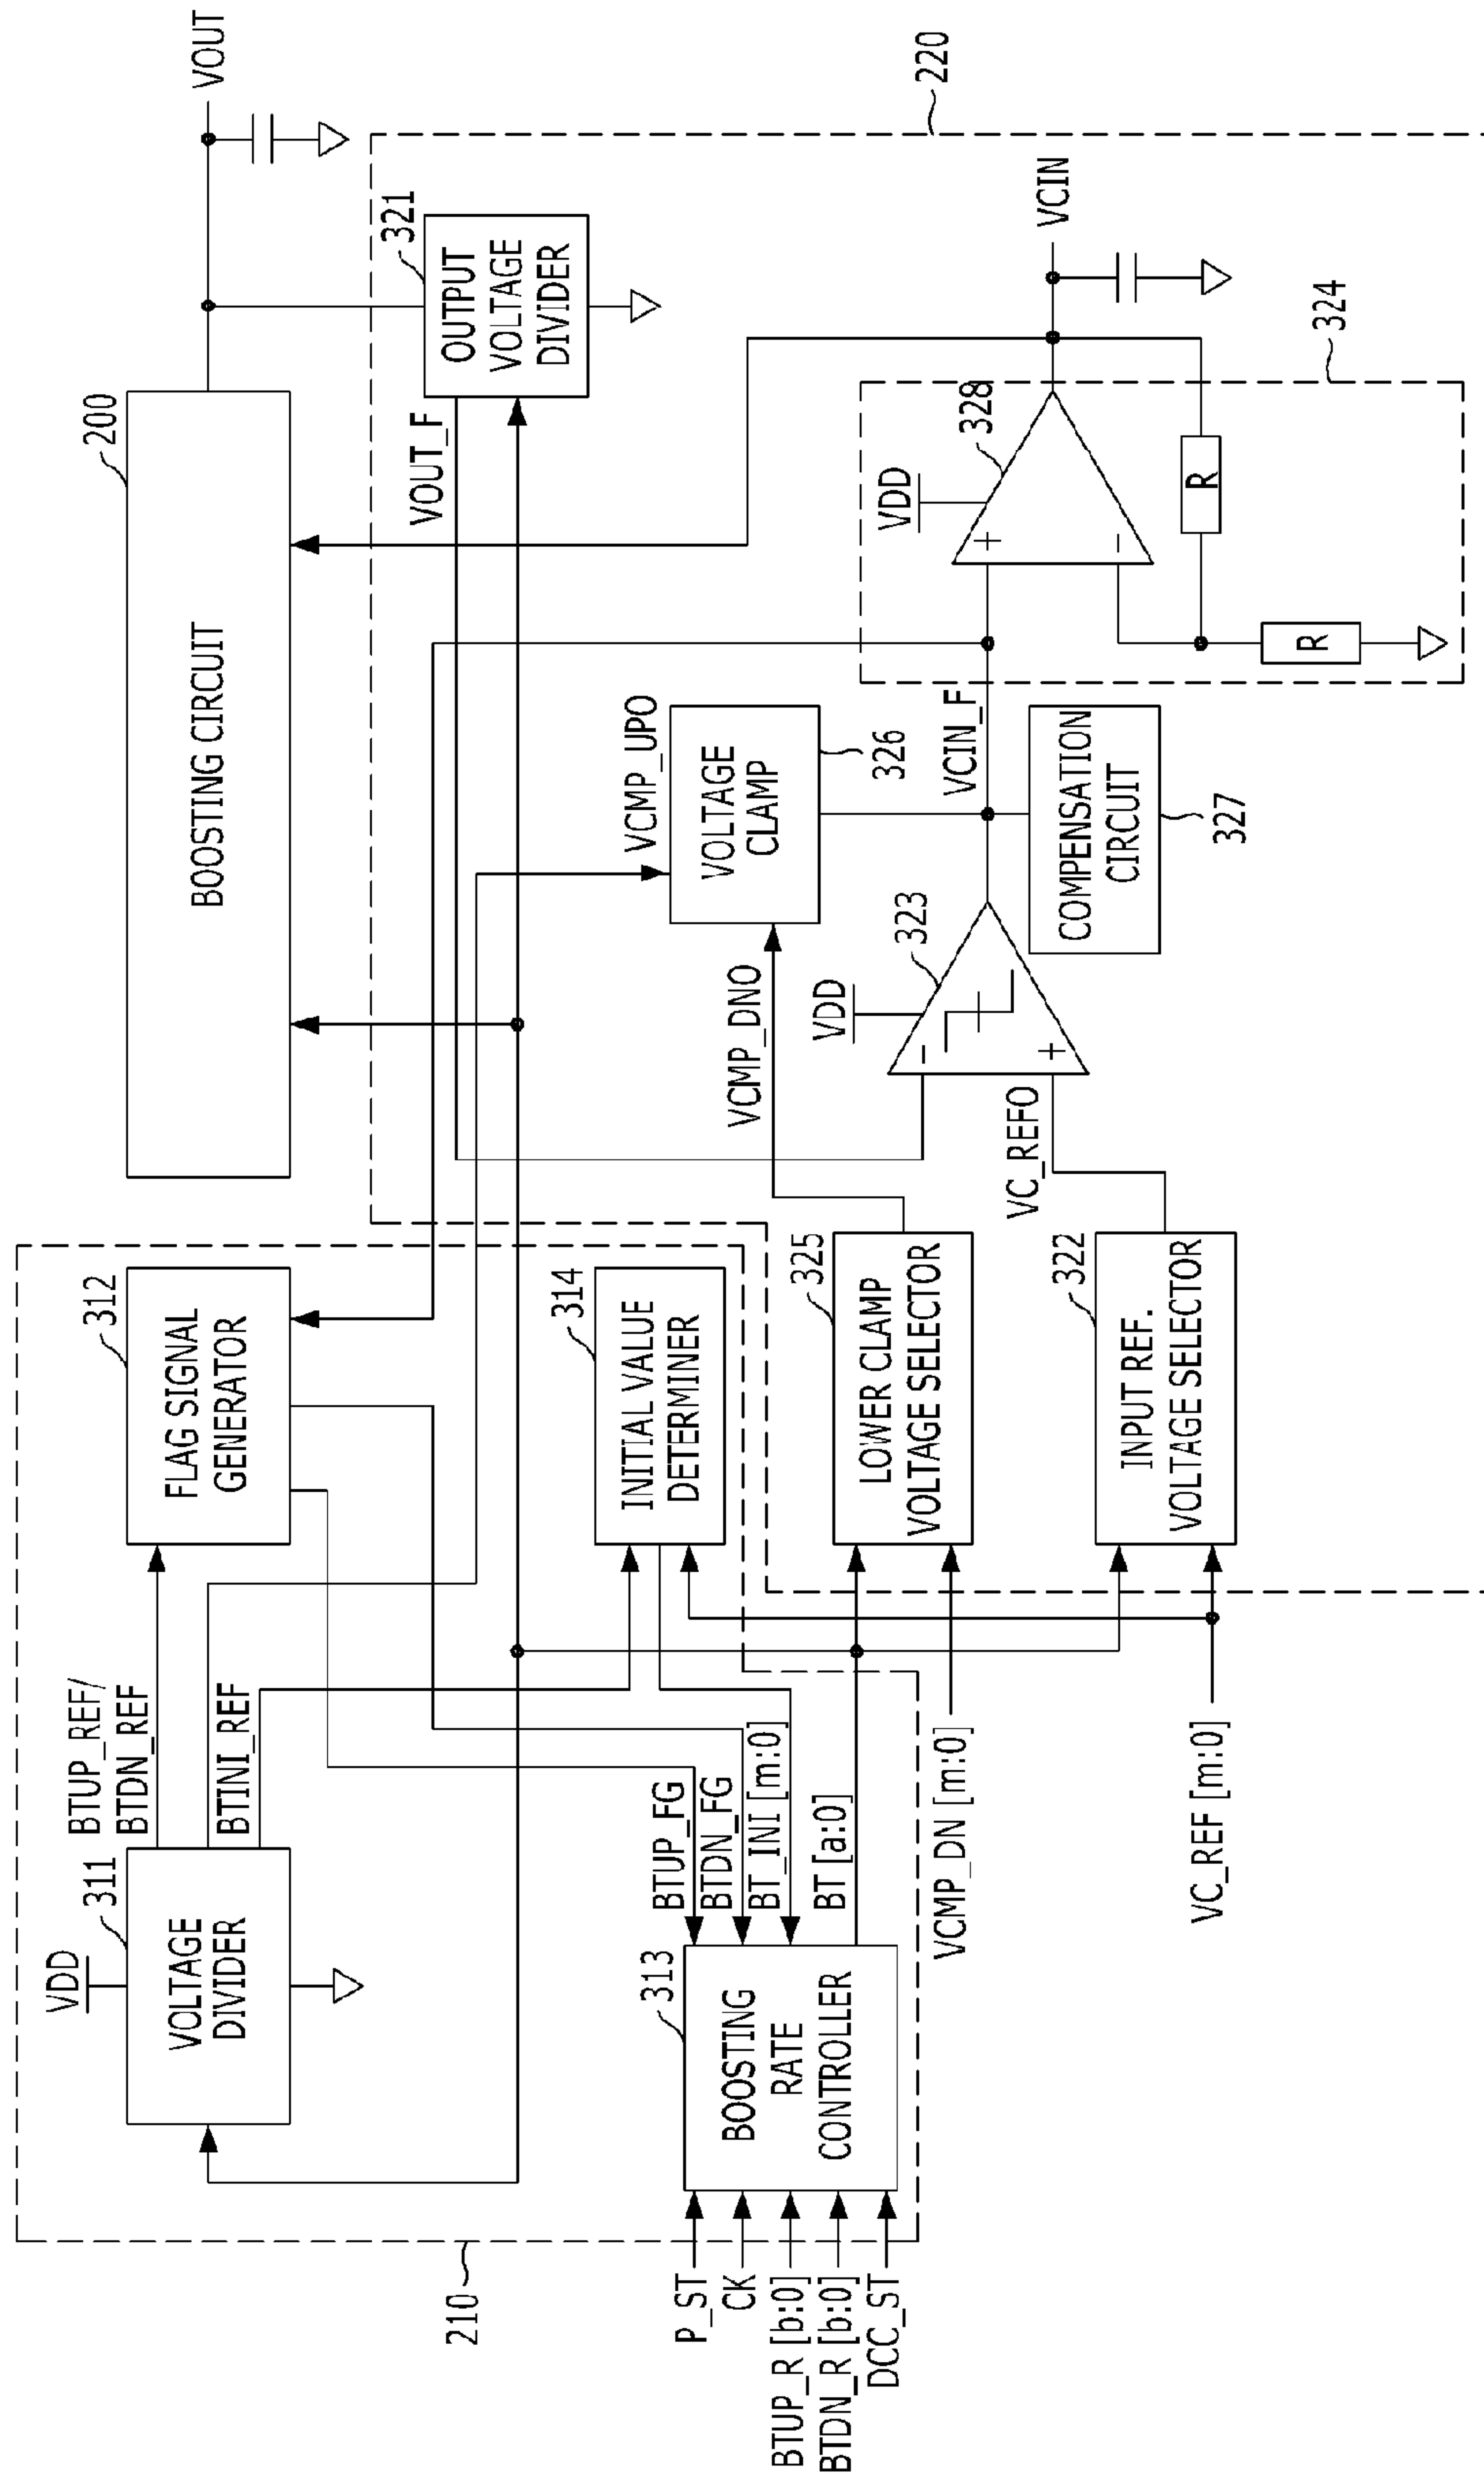 VDD
311
VOLTAGE
DIVIDER
BTUP_REF/
BTDN_REF
BTINI_REF
312
FLAG SIGNAL
GENERATOR
200
BOOSTING CIRCUIT
VOUT
210
P_ST
CK
BTUP_R [b:0]
BTDN_R [b:0]
DCC_ST
313
BOOSTING
RATE
CONTROLLER
BTUP_FG
BTDN_FG
BT_INI [m:0]
BT [a:0]
314
INITIAL VALUE
DETERMINER
VOUT_F
321
OUTPUT
VOLTAGE
DIVIDER
220
VCMP_DN [m:0]
VC_REF [m:0]
325
LOWER CLAMP
VOLTAGE SELECTOR
322
INPUT REF.
VOLTAGE SELECTOR
VCMP_DNO
VCMP_UPO
VOLTAGE
CLAMP
326
VC_REFO
VDD
323
-
+
VCIN_F
COMPENSATION
CIRCUIT
327
VDD
328
+
-
R
R
324
VCIN